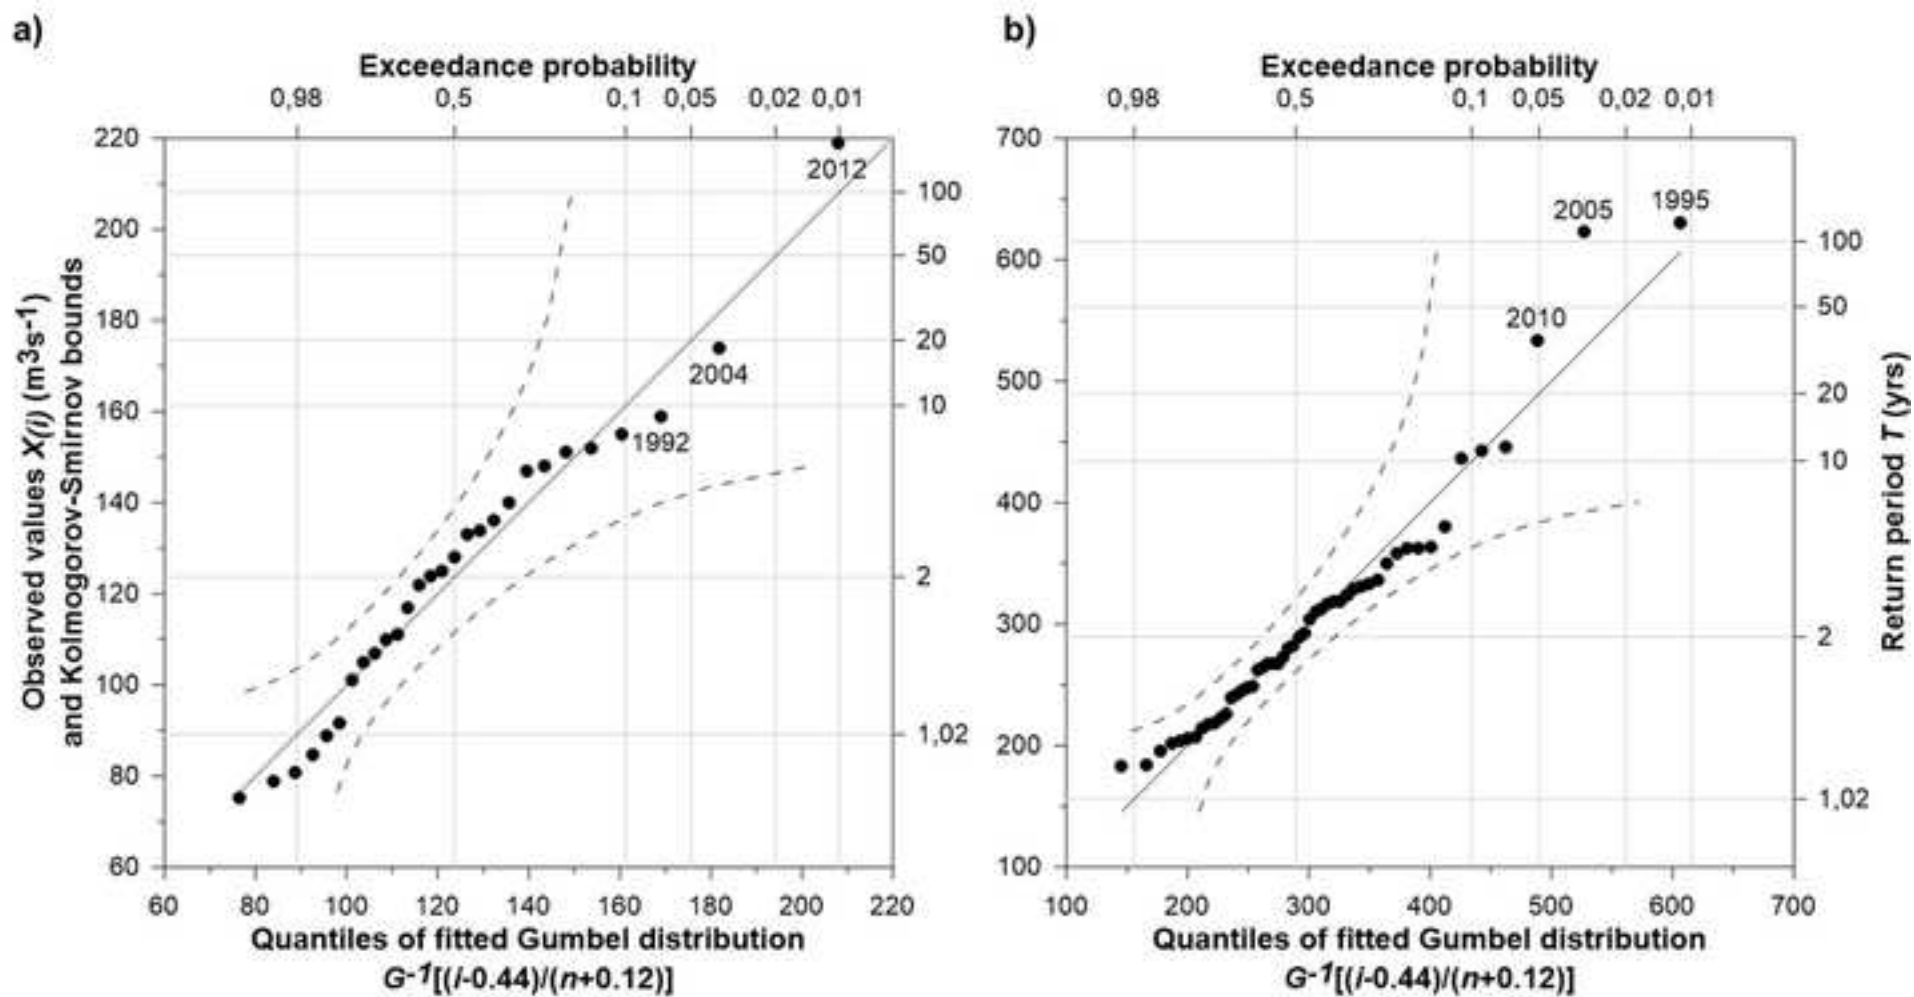 a)
Exceedance probability
0,98 0,5 0,1 0,05 0,02 0,01
220
200
180
160
140
120
100
80
60
Observed values X(i) (m3s-1)
and Kolmogorov-Smirnov bounds
2012
2004
1992
100
50
20
10
2
1,02
60 80 100 120 140 160 180 200 220
Quantiles of fitted Gumbel distribution
G-1[(i-0.44)/(n+0.12)]
b)
Exceedance probability
0,98 0,5 0,1 0,05 0,02 0,01
700
600
500
400
300
200
100
1995
2005
2010
100
50
20
10
2
1,02
Return period T (yrs)
100 200 300 400 500 600 700
Quantiles of fitted Gumbel distribution
G-1[(i-0.44)/(n+0.12)]